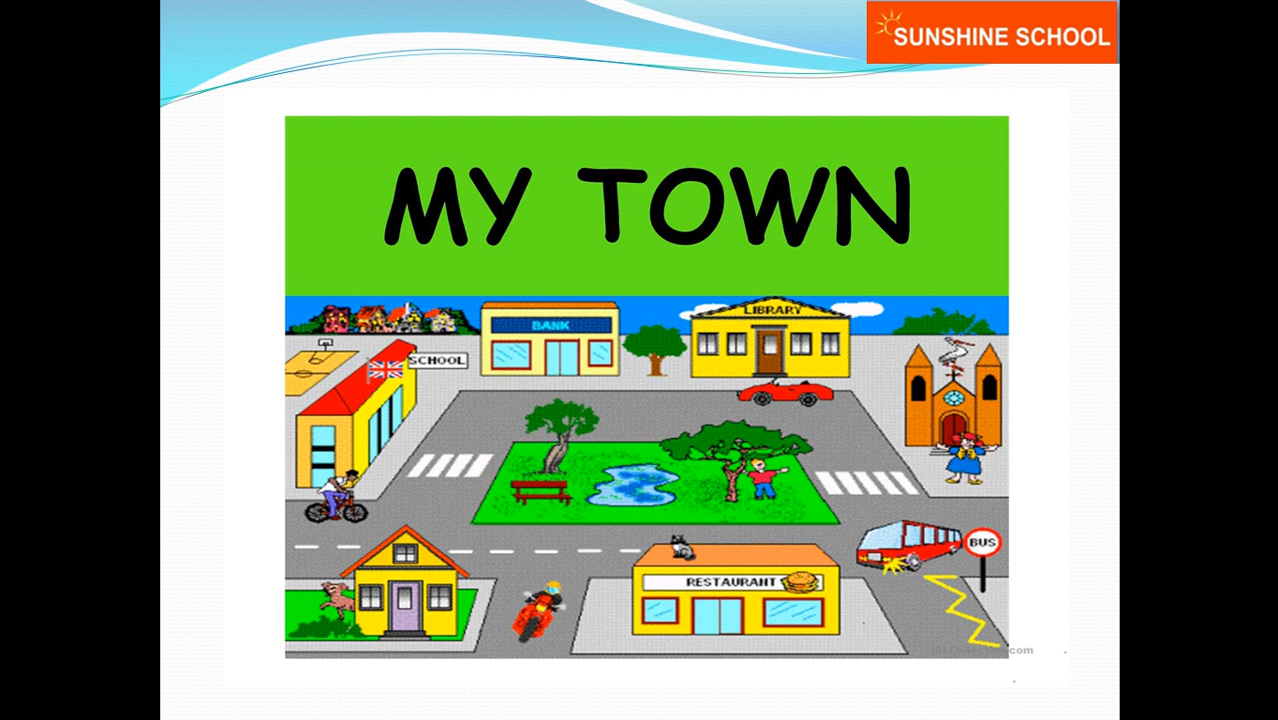 SUNSHINE SCHOOL
MY TOWN
BANK
LIBRARY
SCHOOL
BUS
RESTAURANT